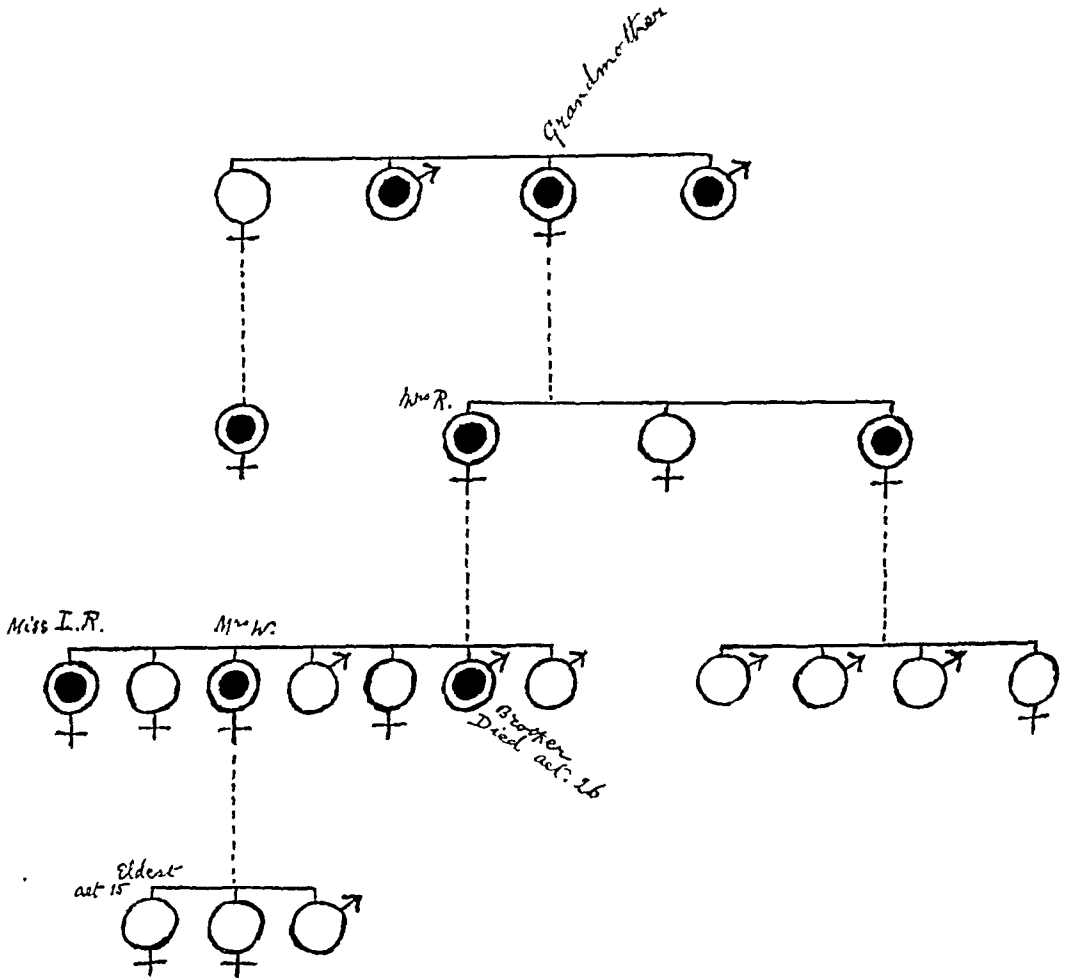 Grandmother
Mrs R.
Miss L.R.
Mrs W.
Brother
Died aet. 26
Eldest
aet 15